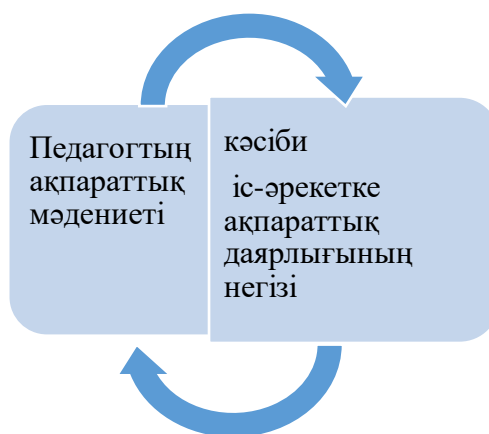 Педагогтың
ақпараттық
мәдениеті
кәсіби
іс-әрекетке
ақпараттық
даярлығының
негізі